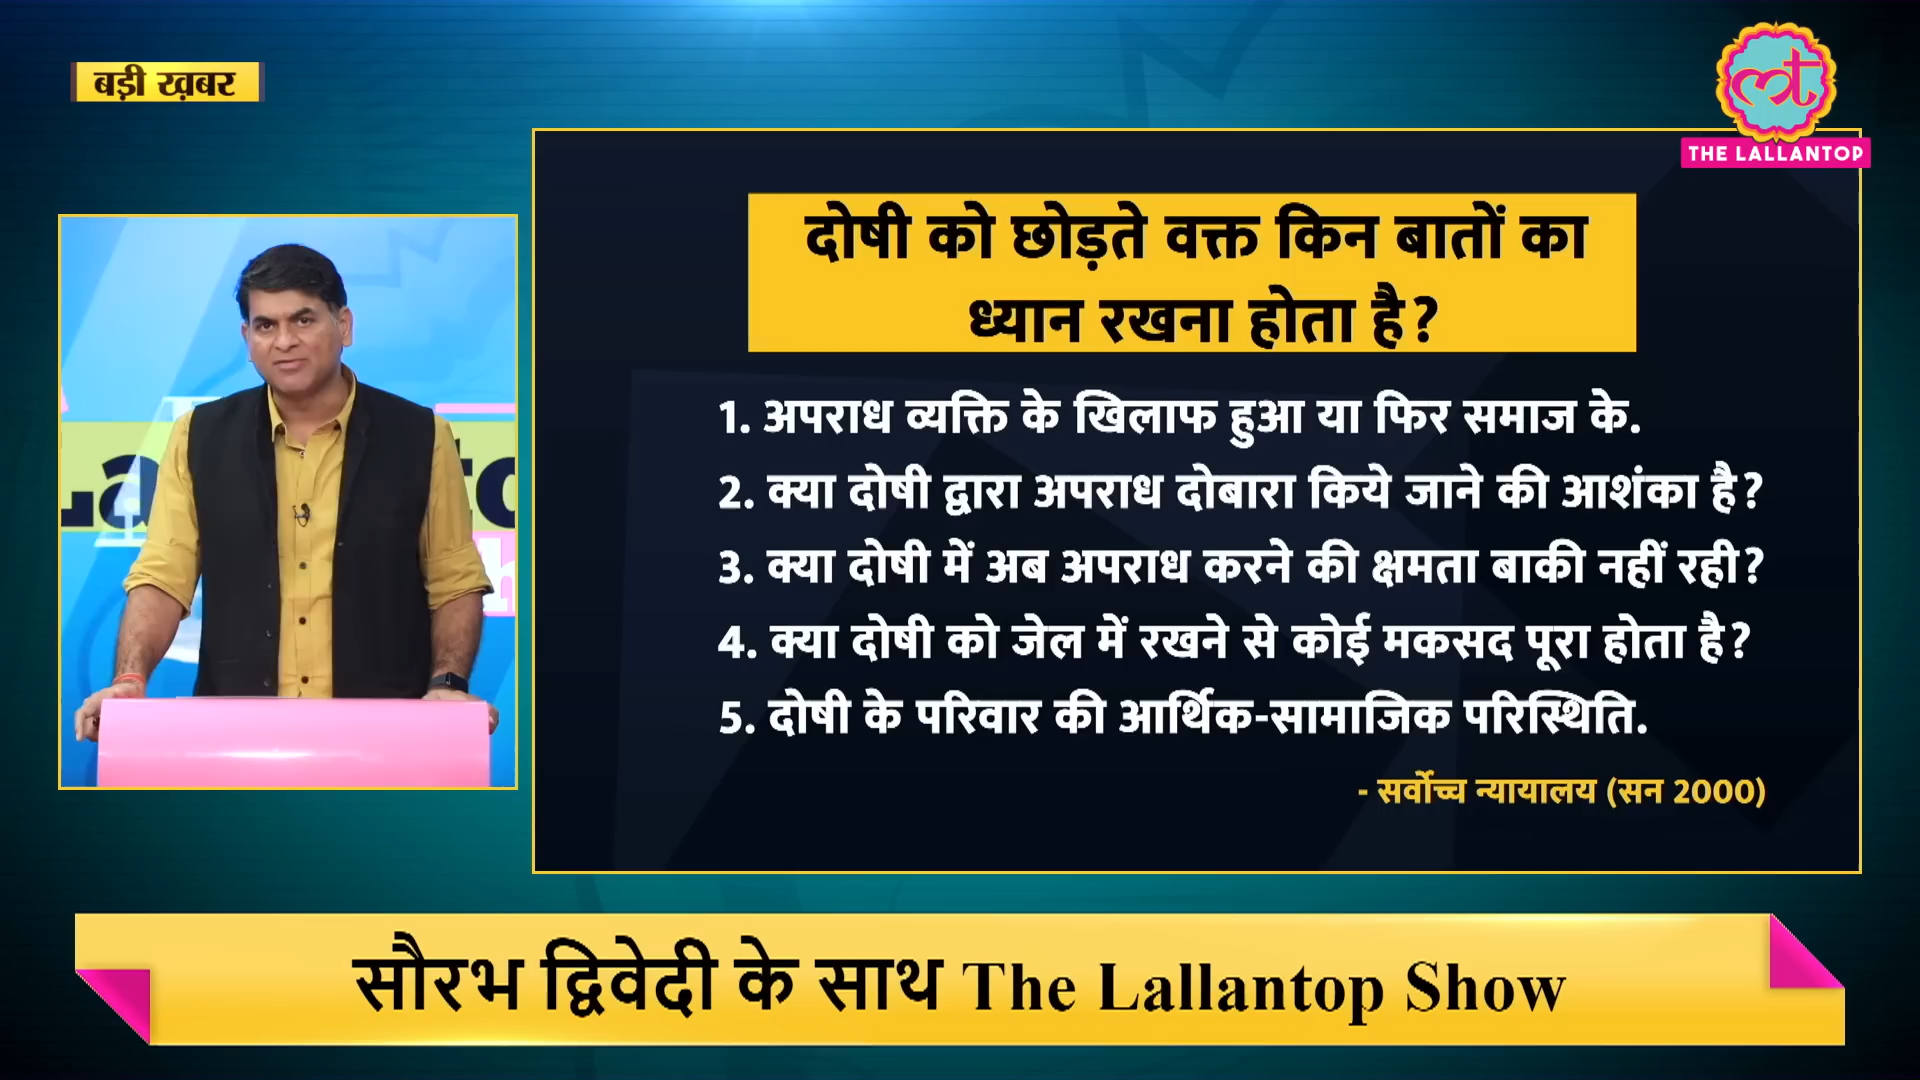 बड़ी ख़बर
THE LALLANTOP
दोषी को छोड़ते वक्त किन बातों का
ध्यान रखना होता है?
1. अपराध व्यक्ति के खिलाफ हुआ या फिर समाज के.
2. क्या दोषी द्वारा अपराध दोबारा किये जाने की आशंका है?
3. क्या दोषी में अब अपराध करने की क्षमता बाकी नहीं रही?
4. क्या दोषी को जेल में रखने से कोई मकसद पूरा होता है?
5. दोषी के परिवार की आर्थिक-सामाजिक परिस्थिति.
- सर्वोच्च न्यायालय (सन 2000)
सौरभ द्विवेदी के साथ The Lallantop Show